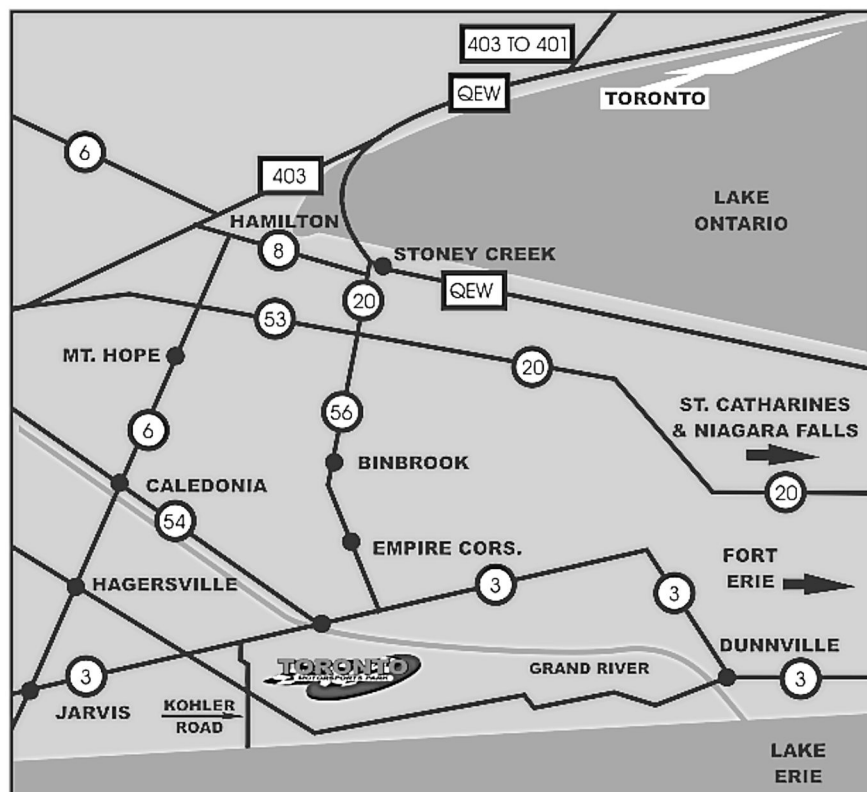 403 TO 401
QEW
TORONTO
6
403
LAKE
ONTARIO
HAMILTON
8
STONEY CREEK
QEW
20
53
MT. HOPE
20
6
56
ST. CATHARINES
& NIAGARA FALLS
BINBROOK
CALEDONIA
20
54
EMPIRE CORS.
FORT
ERIE
HAGERSVILLE
3
3
DUNNVILLE
TORONTO
MOTORSPORTS PARK
GRAND RIVER
3
3
JARVIS
KOHLER
ROAD
LAKE
ERIE